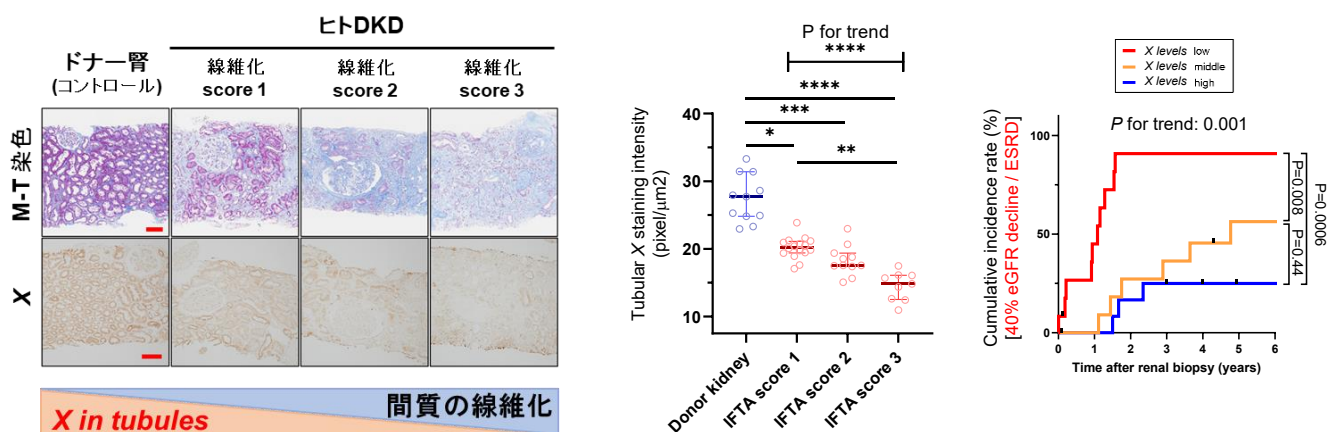 ヒトDKD
ドナー腎
(コントロール)
線維化
score 1
線維化
score 2
線維化
score 3
M-T 染色
X
間質の線維化
X in tubules
P for trend
****
****
***
*
**
Tubular X staining intensity
(pixel/μm2)
40
30
20
10
Donor kidney
IFTA score 1
IFTA score 2
IFTA score 3
X levels low
X levels middle
X levels high
P for trend: 0.001
Cumulative incidence rate (%)
[40% eGFR decline / ESRD]
100
50
0
0 1 2 3 4 5 6
Time after renal biopsy (years)
P=0.008
P=0.44
P=0.0006